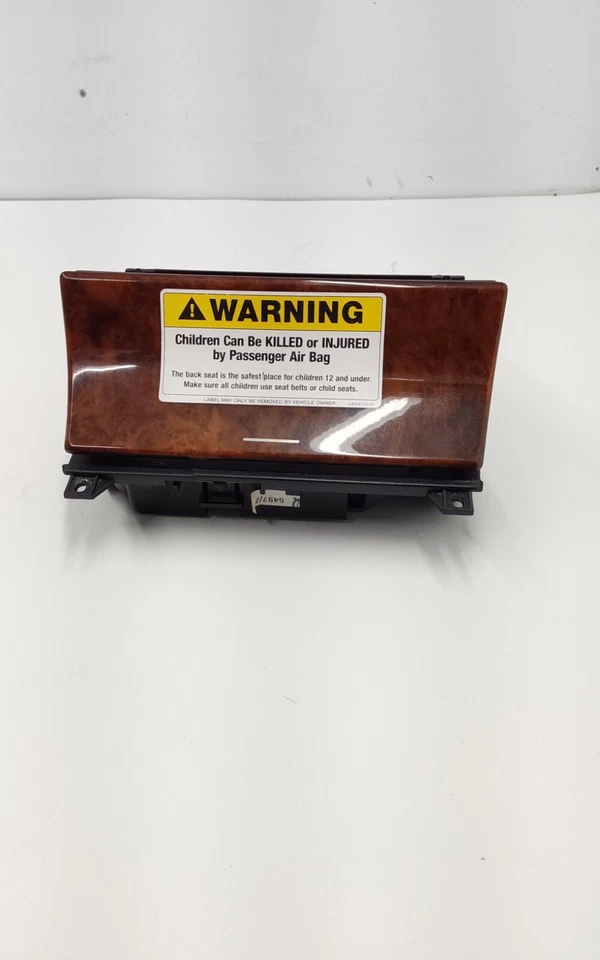 WARNING
Children Can Be KILLED or INJURED
by Passenger Air Bag
The back seat is the safest place for children 12 and under.
Make sure all children use seat belts or child seats.
LABEL MAY ONLY BE REMOVED BY VEHICLE OWNER
5497/